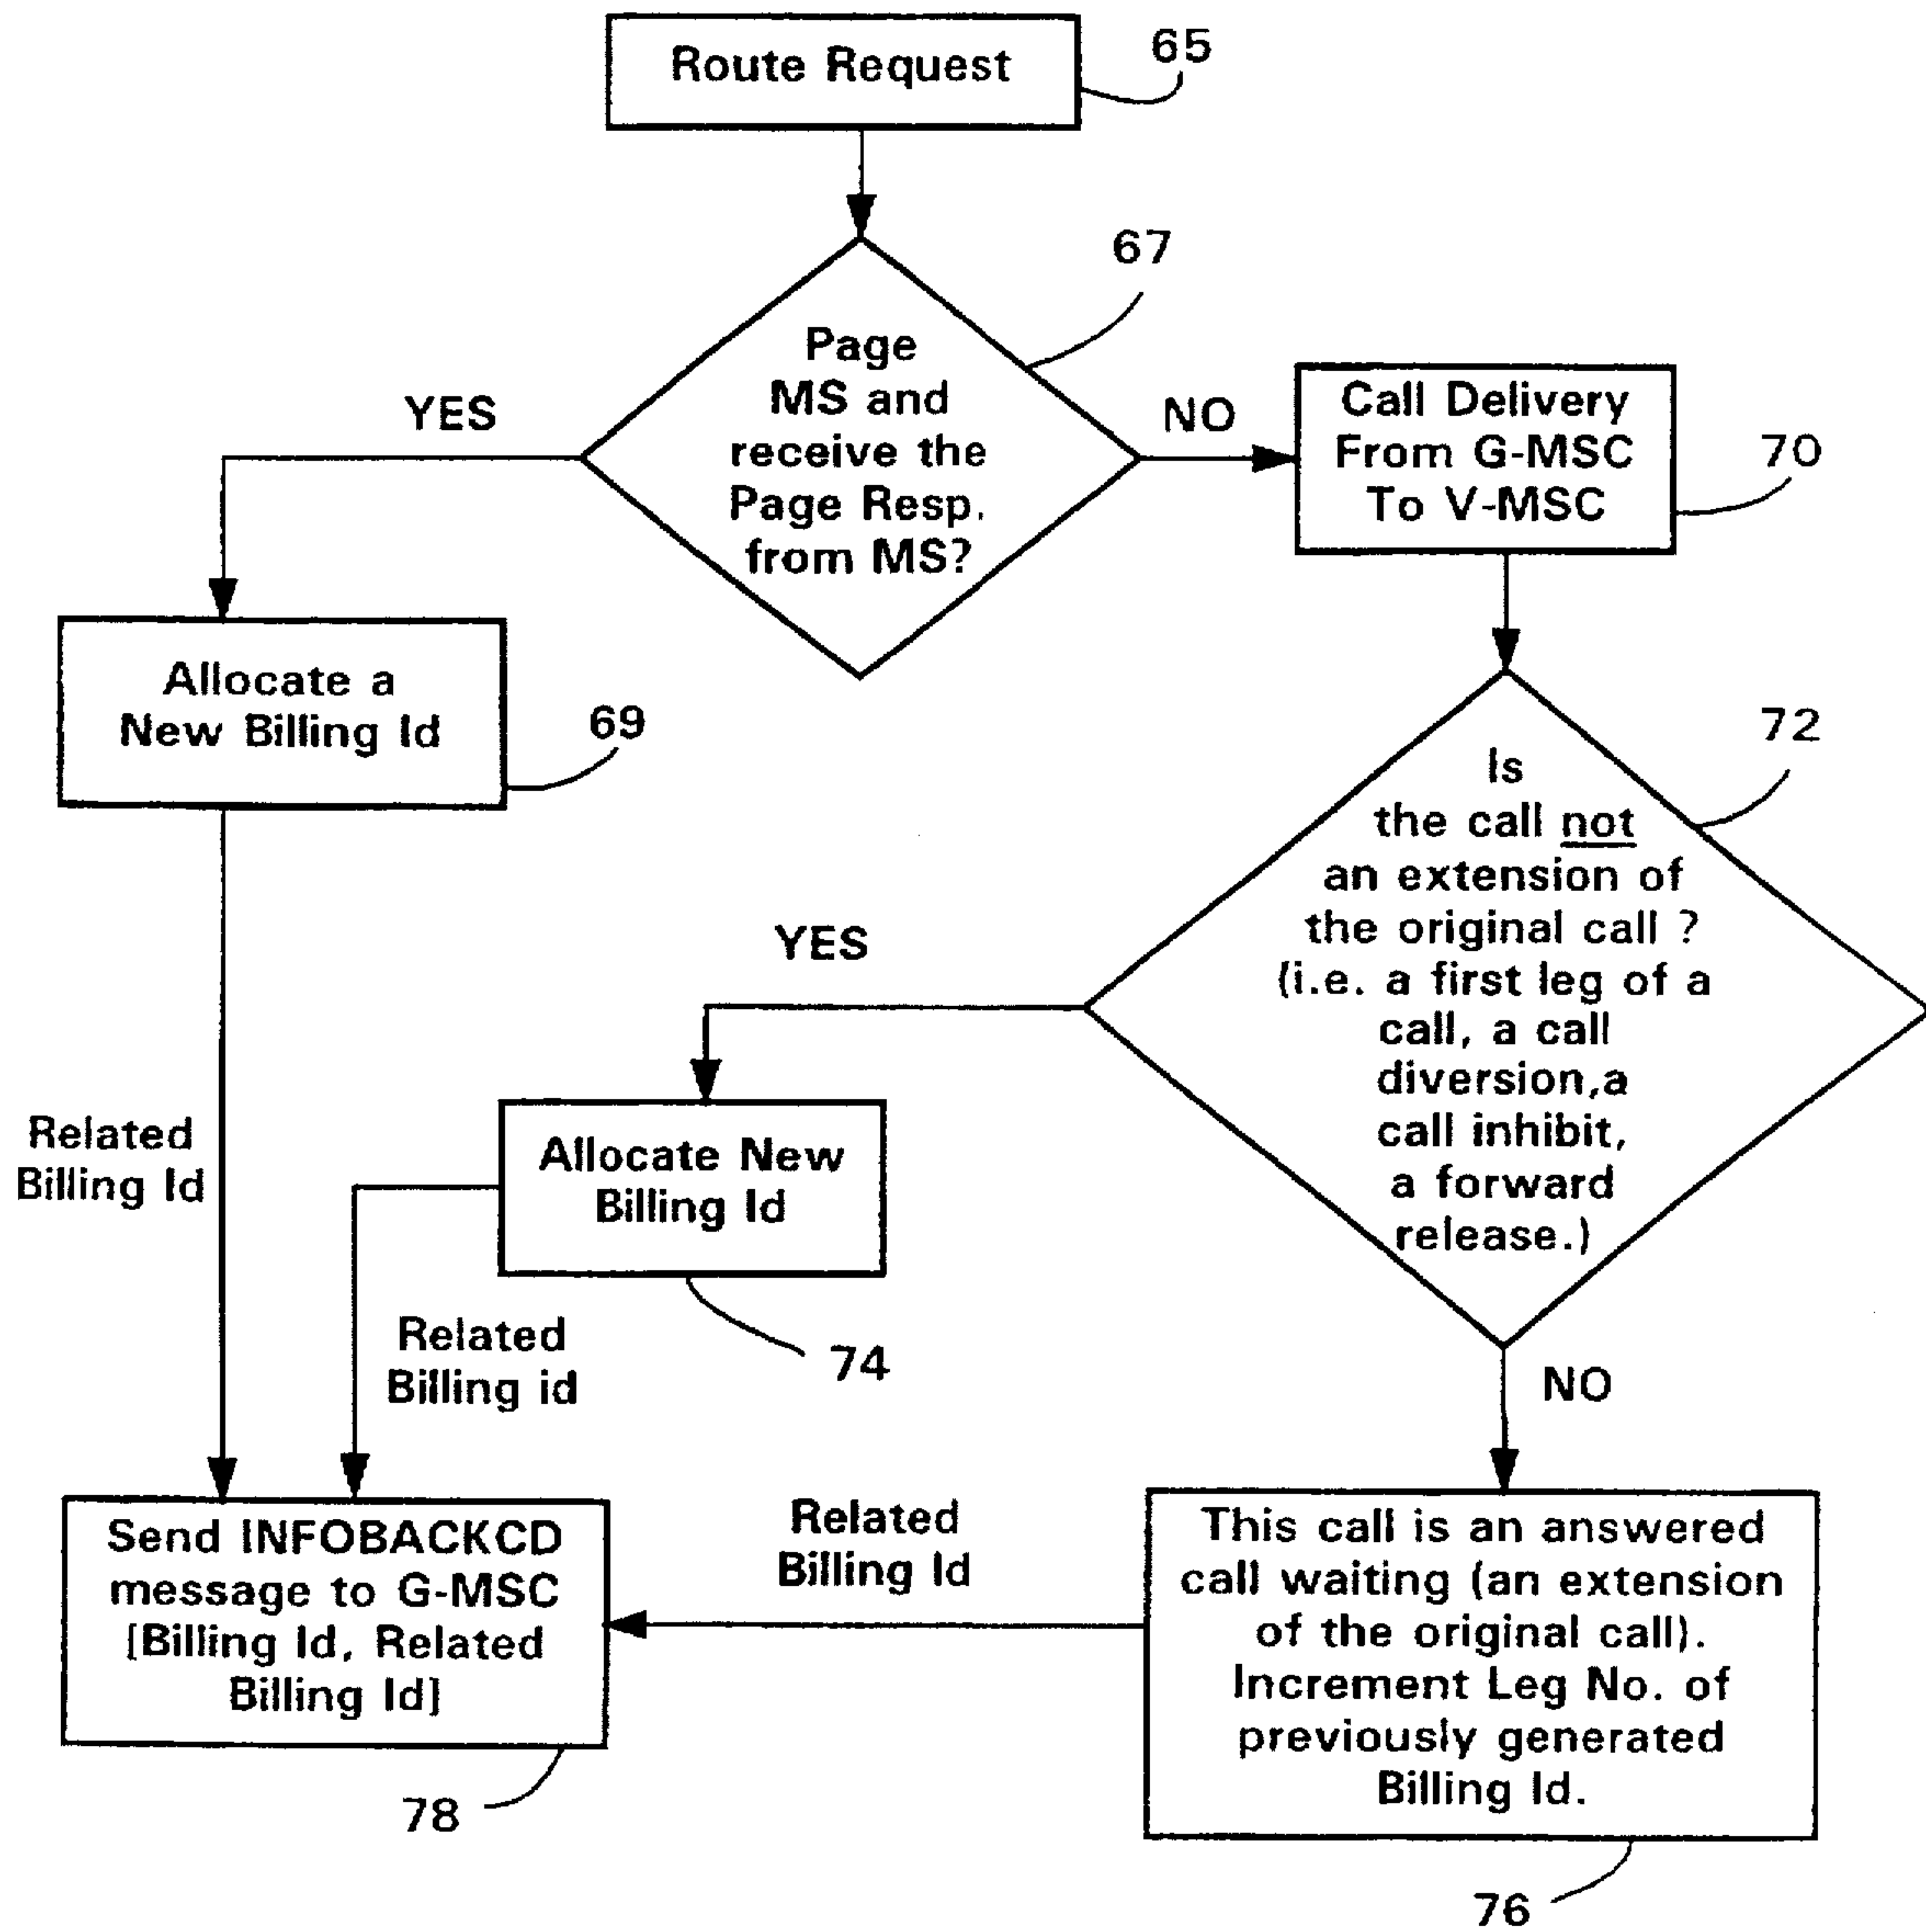 Route Request
65
67
Page
MS and
receive the
Page Resp.
from MS?
YES
NO
Call Delivery
From G-MSC
To V-MSC
70
Allocate a
New Billing Id
69
72
Is
the call not
an extension of
the original call ?
(i.e. a first leg of a
call, a call
diversion,a
call inhibit,
a forward
release.)
YES
NO
Related
Billing Id
Allocate New
Billing Id
74
Related
Billing id
Send INFOBACKCD
message to G-MSC
[Billing Id, Related
Billing Id]
78
Related
Billing Id
This call is an answered
call waiting (an extension
of the original call).
Increment Leg No. of
previously generated
Billing Id.
76